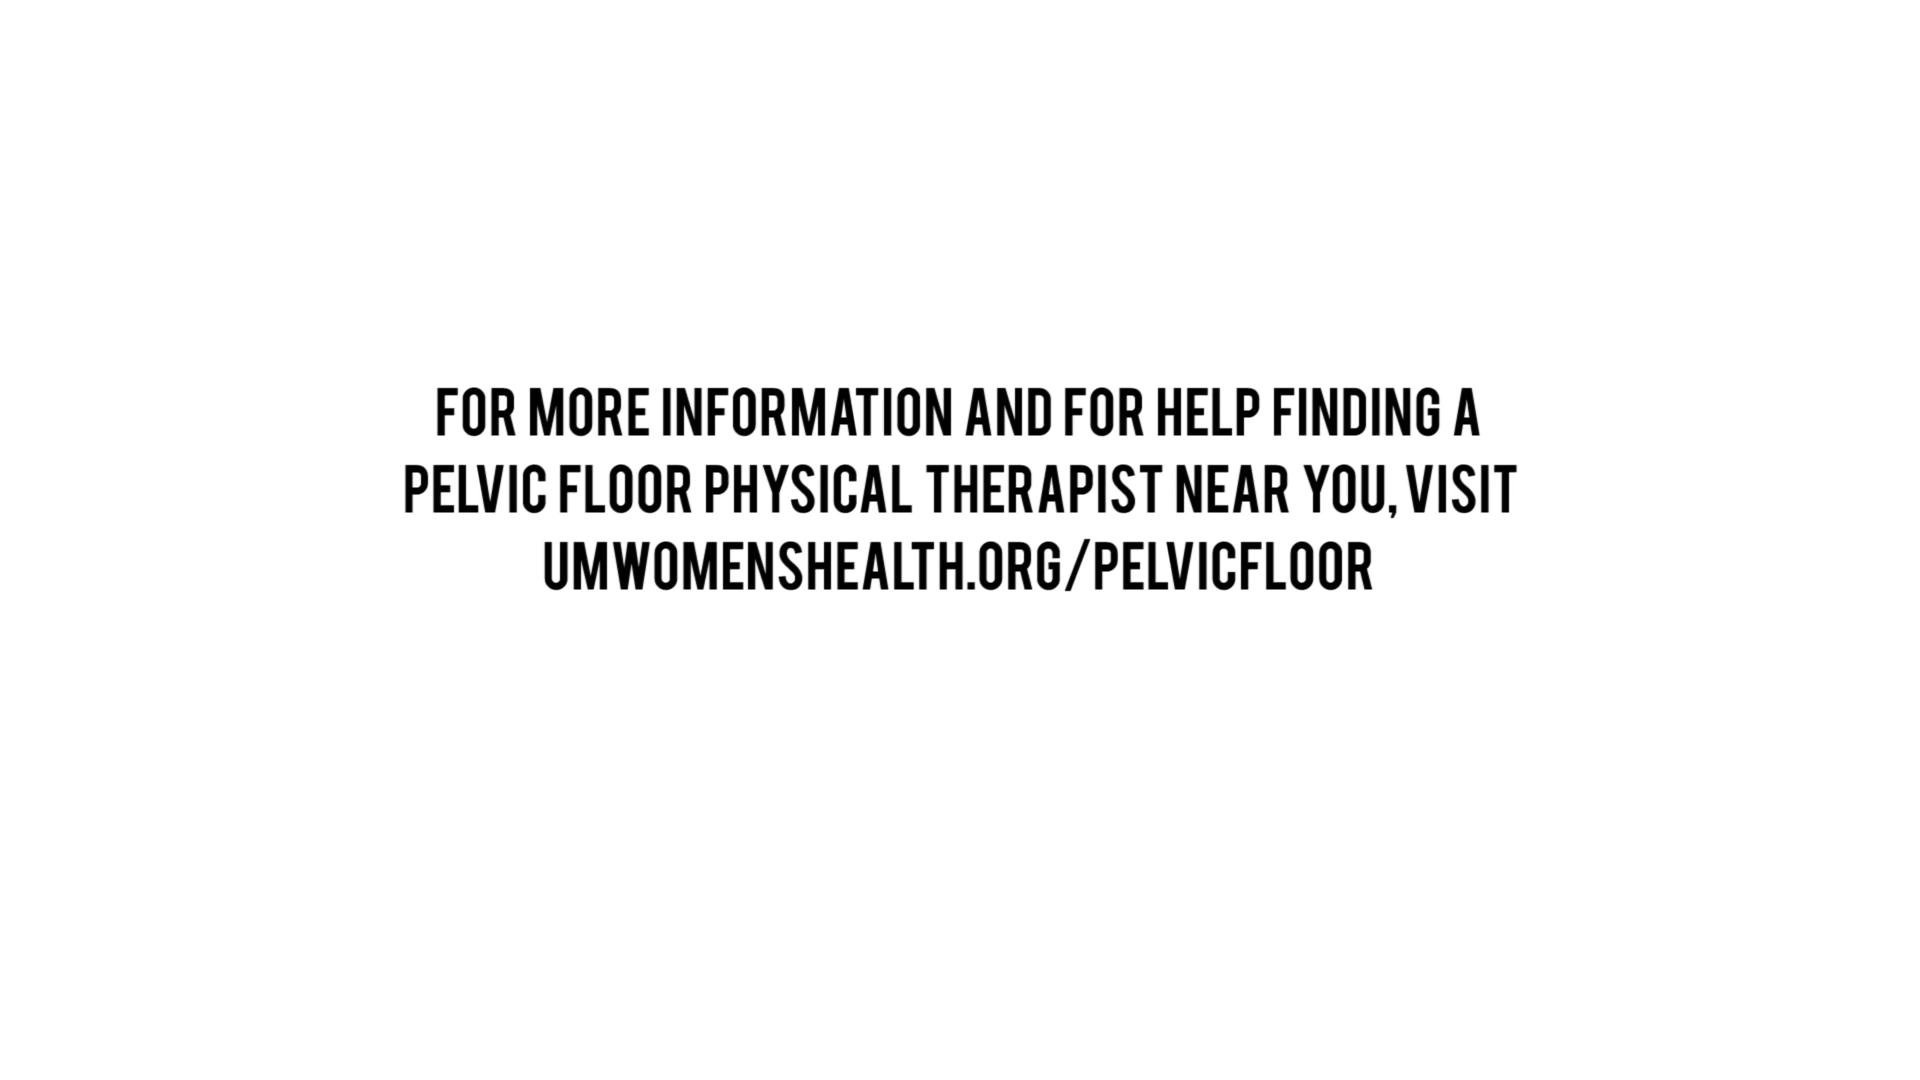 FOR MORE INFORMATION AND FOR HELP FINDING A
PELVIC FLOOR PHYSICAL THERAPIST NEAR YOU, VISIT
UMWOMENSHEALTH.ORG/PELVICFLOOR